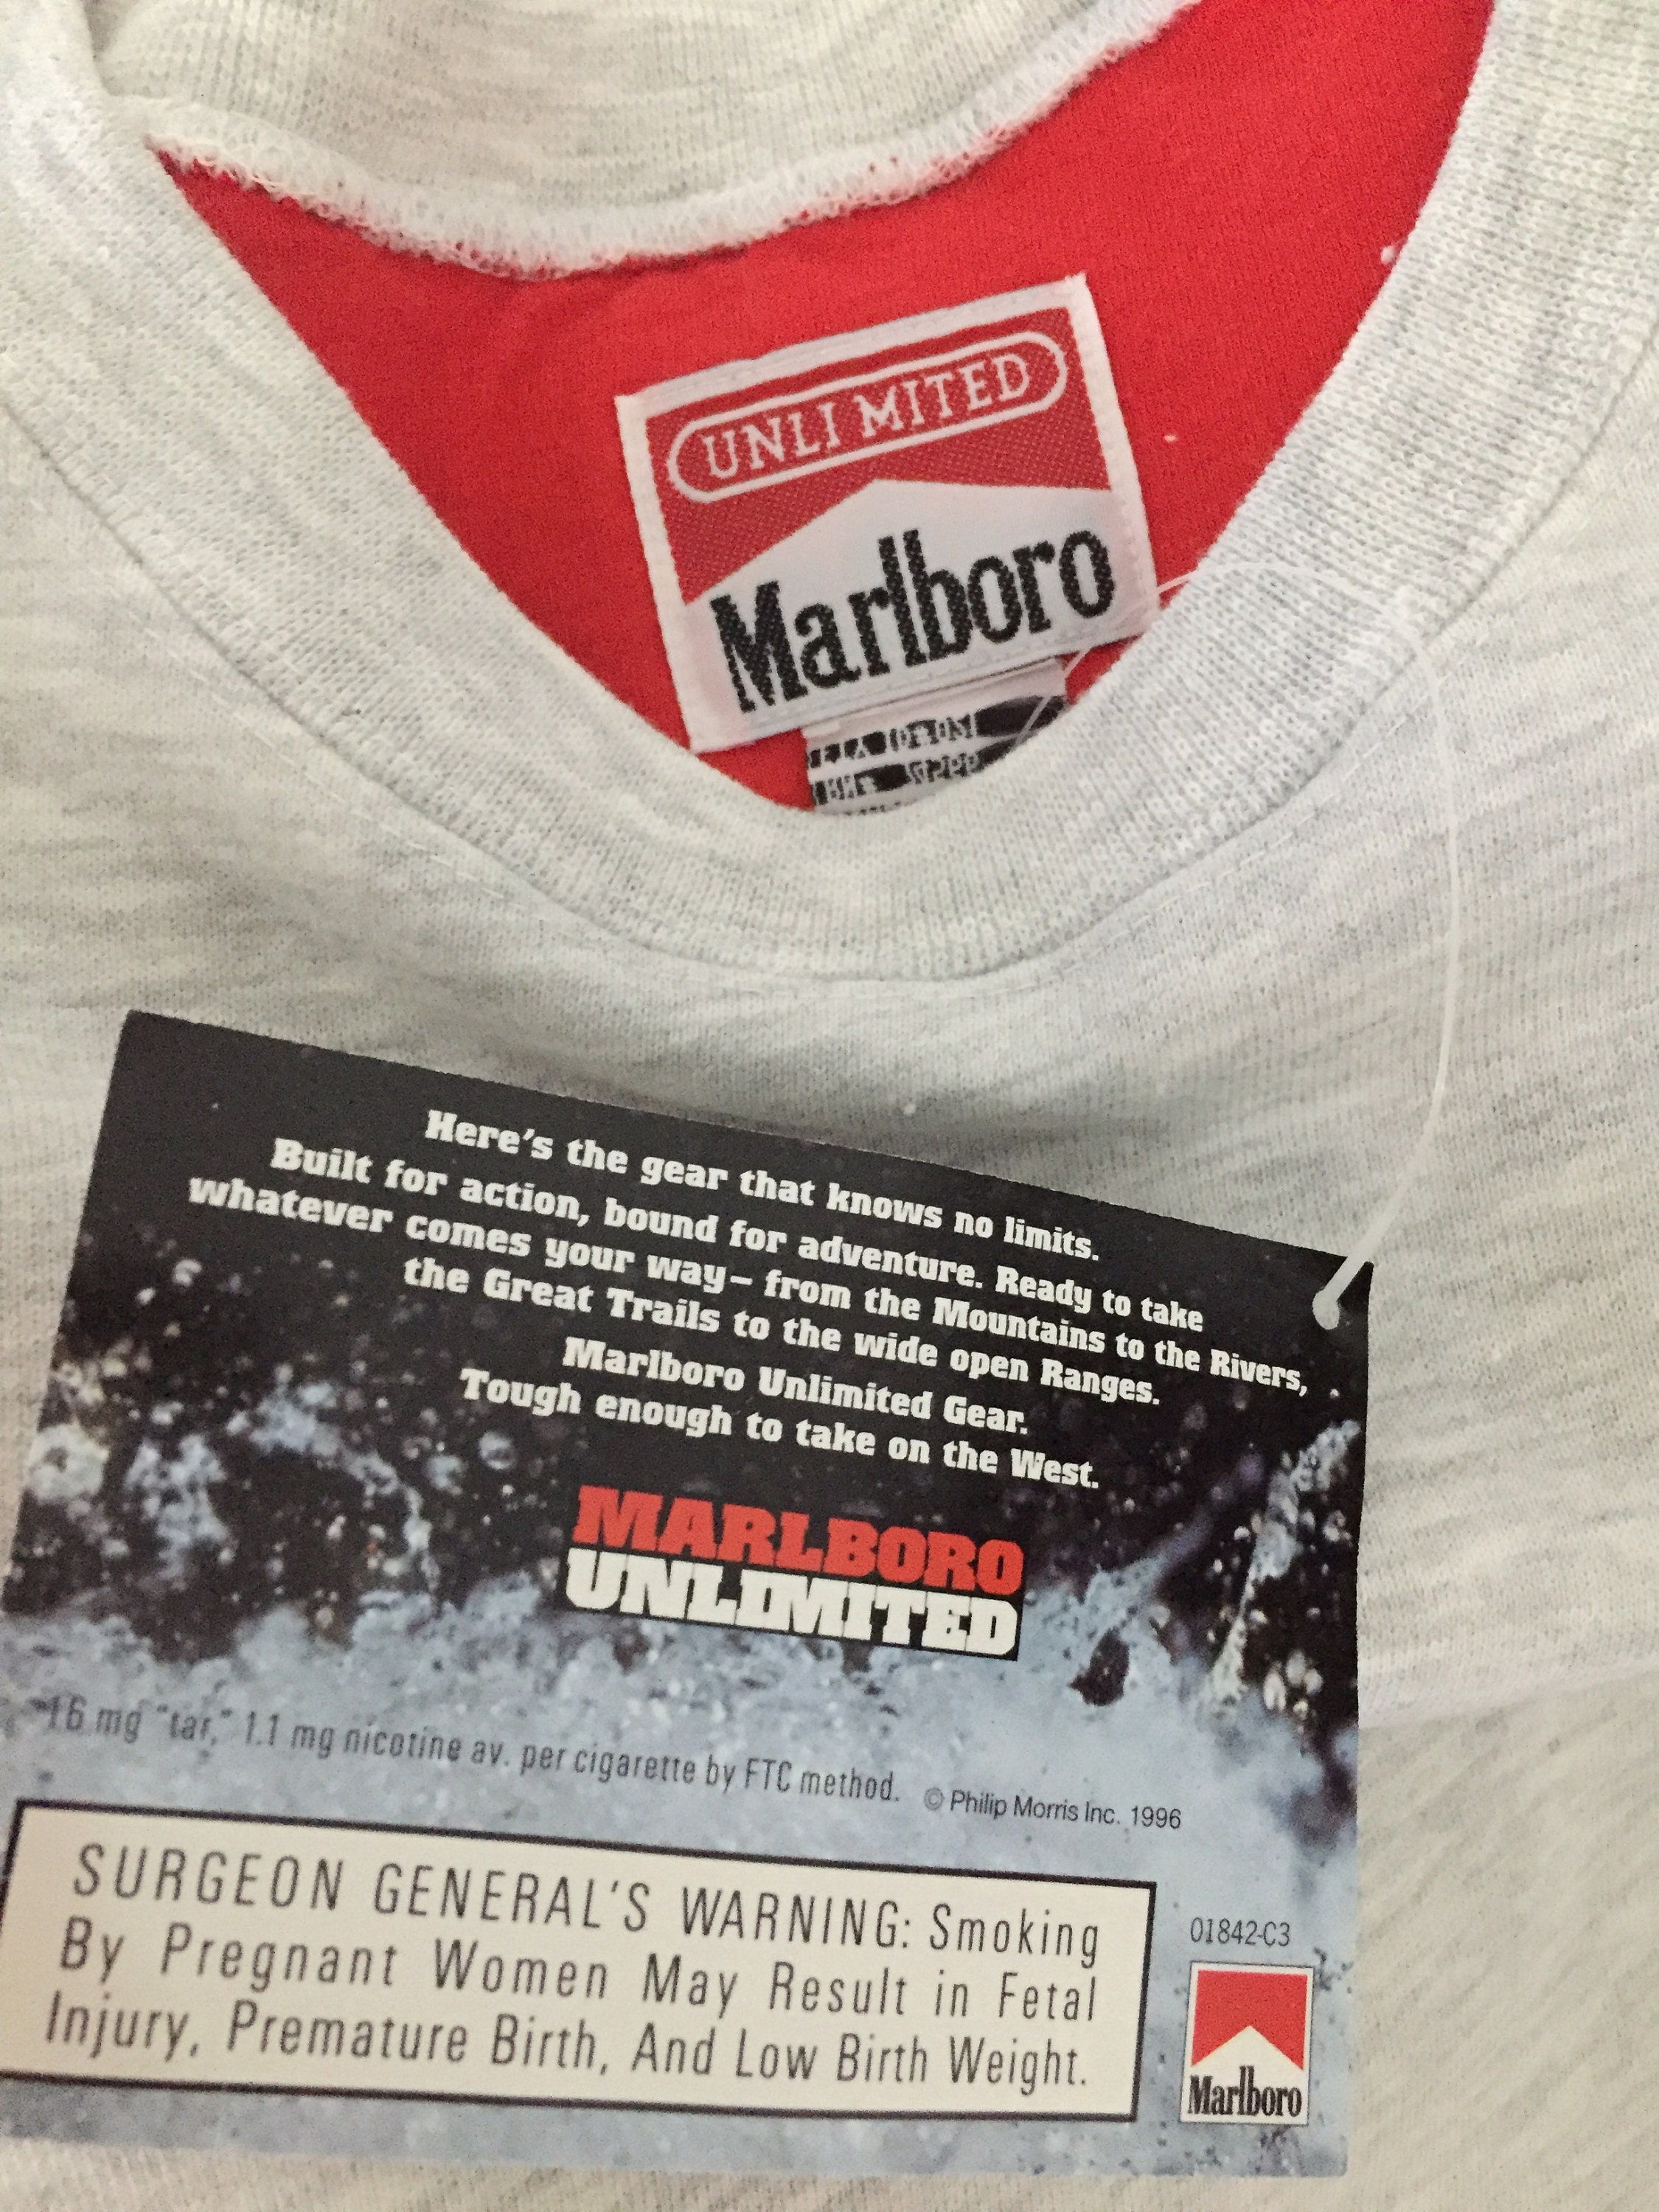 UNLIMITED
Marlboro
Here's the gear that knows no limits.
Built for action, bound for adventure. Ready to take
whatever comes your way– from the Mountains to the Rivers,
the Great Trails to the wide open Ranges.
Marlboro Unlimited Gear.
Tough enough to take on the West.
MARLBORO
UNLIMITED
16 mg "tar," 1.1 mg nicotine av. per cigarette by FTC method.
© Philip Morris Inc. 1996
SURGEON GENERAL'S WARNING: Smoking
By Pregnant Women May Result in Fetal
Injury, Premature Birth, And Low Birth Weight.
01842-C3
Marlboro